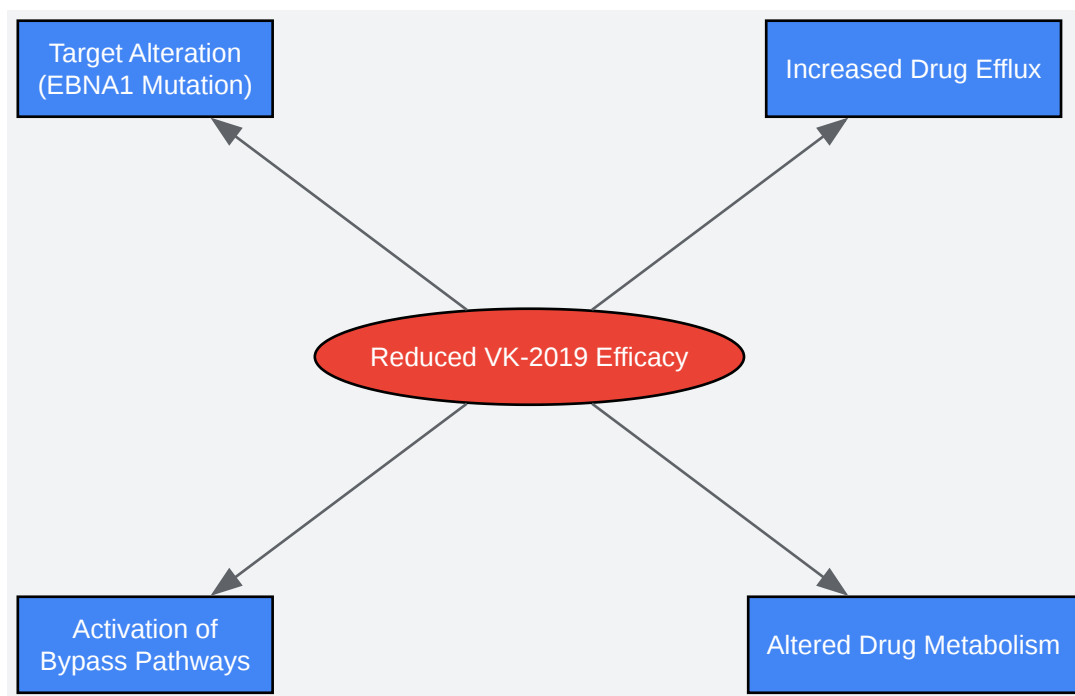 Target Alteration
(EBNA1 Mutation)
Increased Drug Efflux
Reduced VK-2019 Efficacy
Activation of
Bypass Pathways
Altered Drug Metabolism